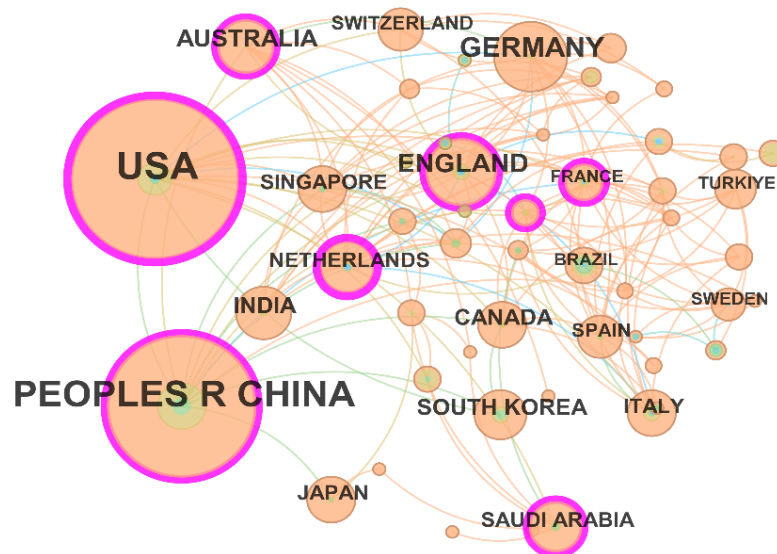 SWITZERLAND
AUSTRALIA
GERMANY
USA
ENGLAND
SINGAPORE
FRANCE
TURKIYE
NETHERLANDS
BRAZIL
INDIA
CANADA
SWEDEN
SPAIN
PEOPLES R CHINA
SOUTH KOREA
ITALY
JAPAN
SAUDI ARABIA